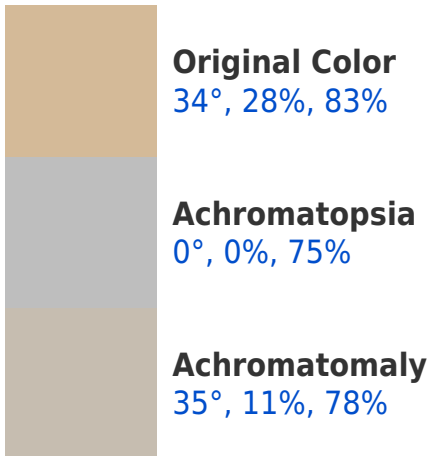 Original Color
34°, 28%, 83%
Achromatopsia
0°, 0%, 75%
Achromatomaly
35°, 11%, 78%